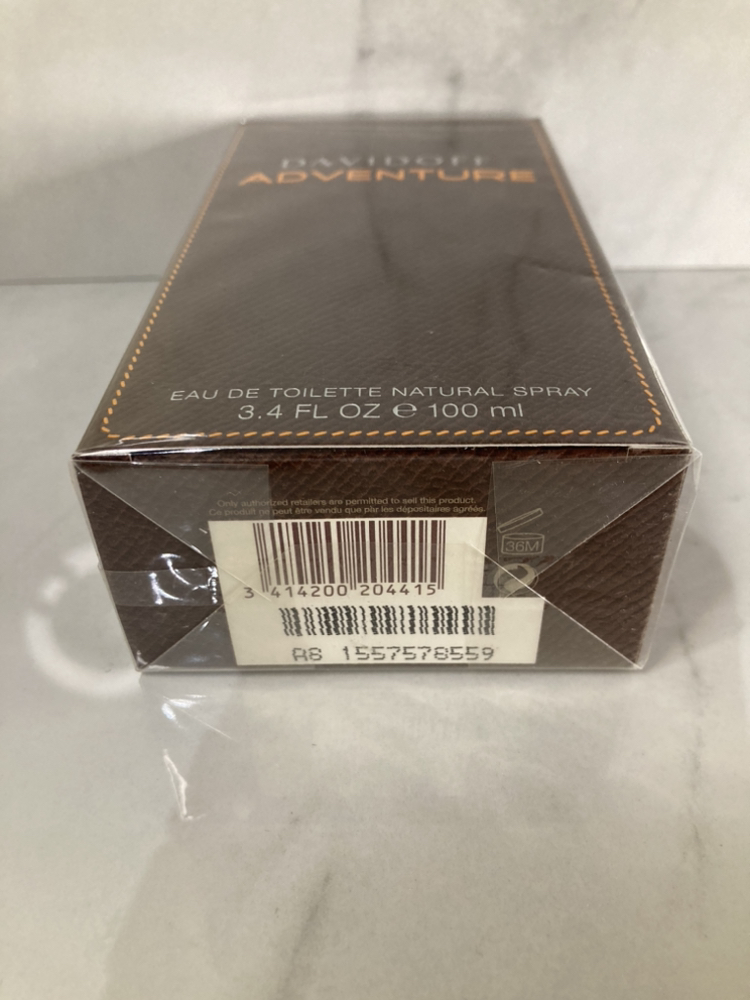 DAVIDOFF
ADVENTURE
EAU DE TOILETTE NATURAL SPRAY
3.4 FL OZ ℮ 100 ml
Only authorized retailers are permitted to sell this product.
Ce produit ne peut être vendu que par les dépositaires agréés.
36M
3 414200 204415
A8 1557578559